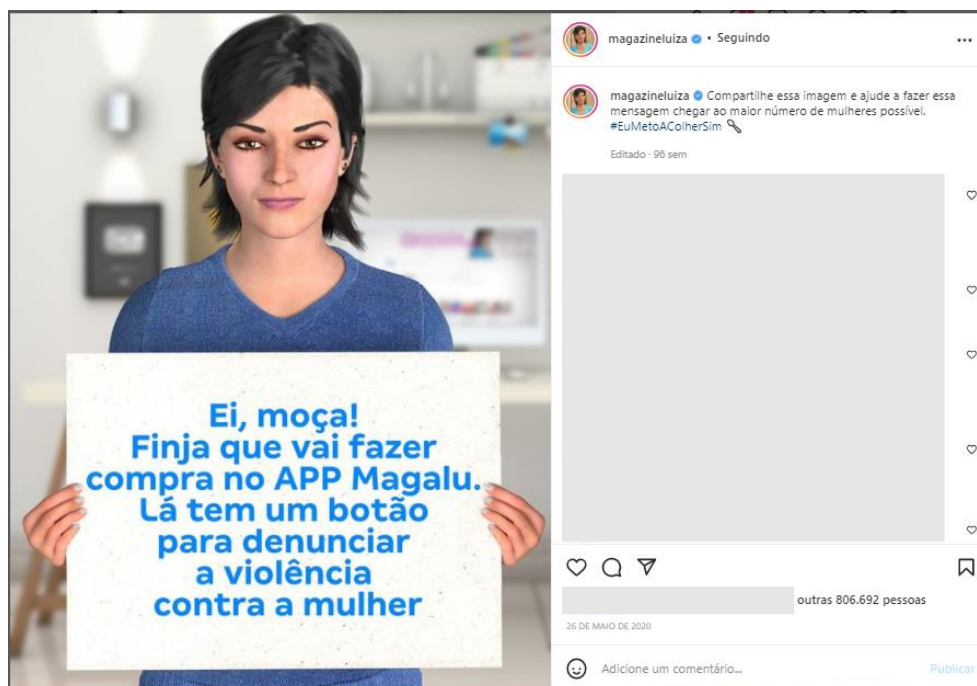 Ei, moça!
Finja que vai fazer
compra no APP Magalu.
Lá tem um botão
para denunciar
a violência
contra a mulher
magazineluiza • Seguindo
magazineluiza Compartilhe essa imagem e ajude a fazer essa
mensagem chegar ao maior número de mulheres possível.
#EuMetoAColherSim
Editado · 96 sem
outras 806.692 pessoas
26 DE MAIO DE 2020
Adicione um comentário...
Publicar